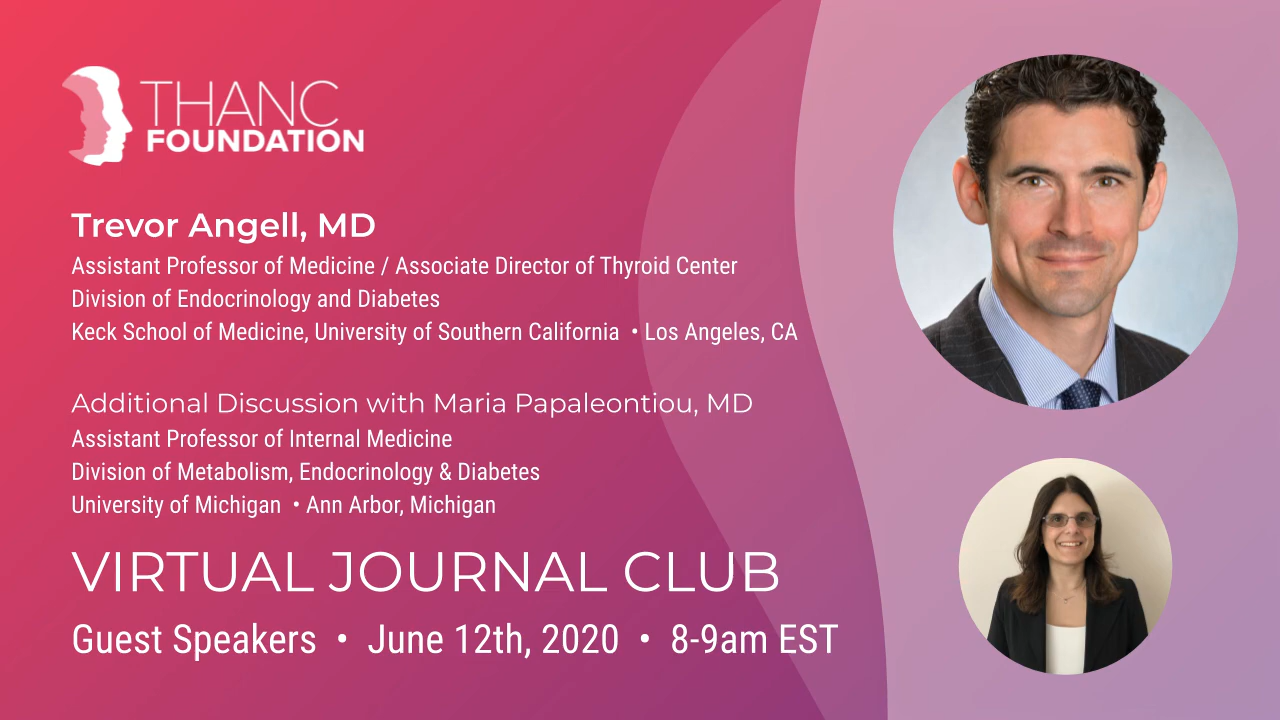 THANC
FOUNDATION
Trevor Angell, MD
Assistant Professor of Medicine / Associate Director of Thyroid Center
Division of Endocrinology and Diabetes
Keck School of Medicine, University of Southern California • Los Angeles, CA
Additional Discussion with Maria Papaleontiou, MD
Assistant Professor of Internal Medicine
Division of Metabolism, Endocrinology & Diabetes
University of Michigan • Ann Arbor, Michigan
VIRTUAL JOURNAL CLUB
Guest Speakers • June 12th, 2020 • 8-9am EST